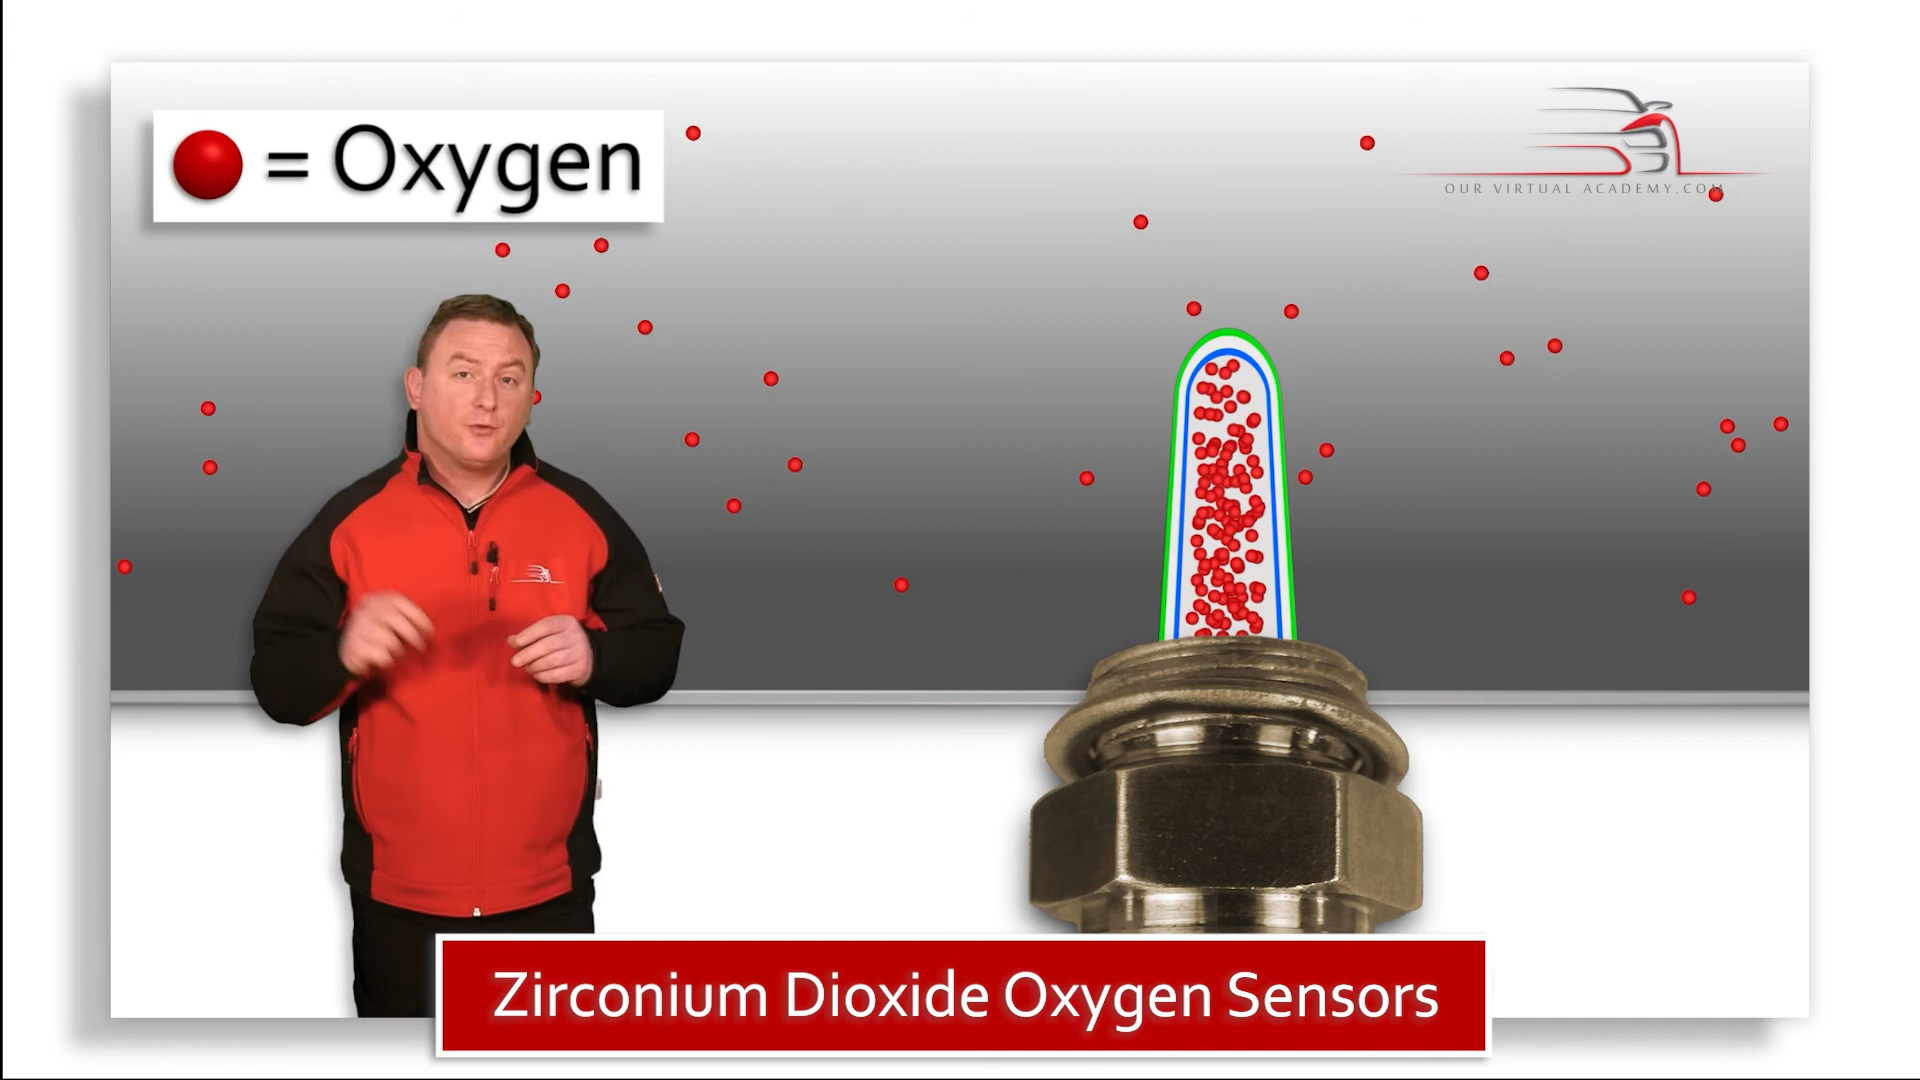 = Oxygen
OUR VIRTUAL ACADEMY.COM
Zirconium Dioxide Oxygen Sensors